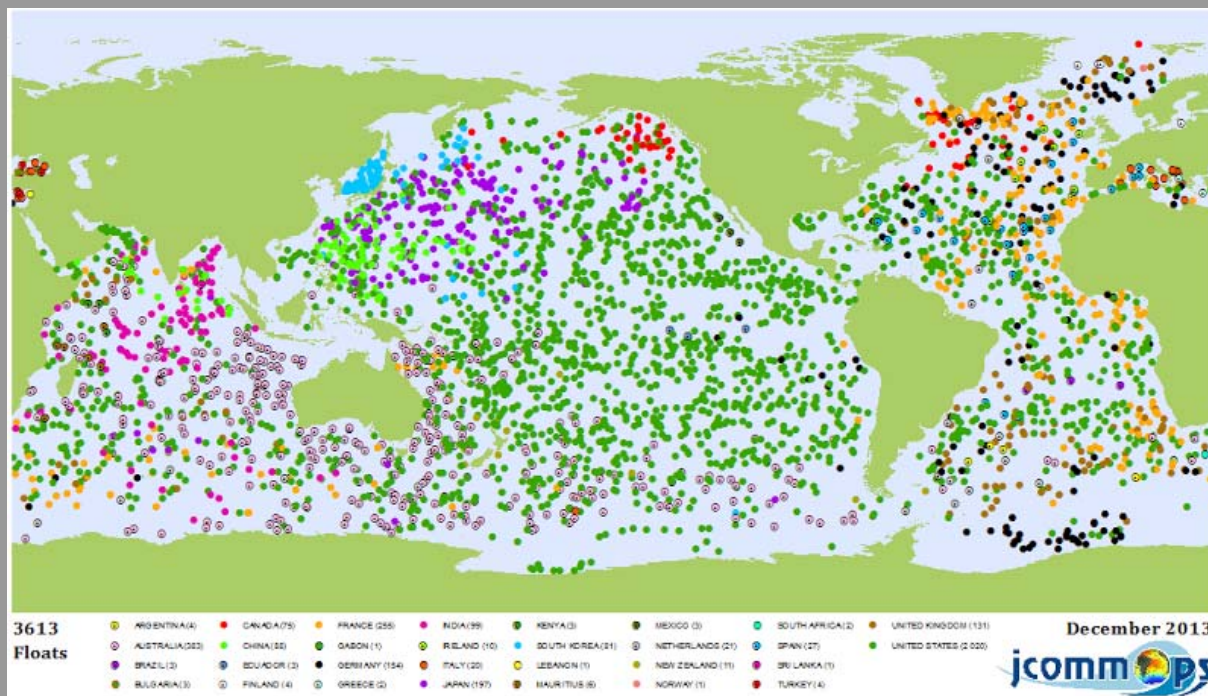 3613
Floats
ARGENTINA (4) CANADA (75) FRANCE (255) INDIA (99) KENYA (3) MEXICO (3) SOUTH AFRICA (2) UNITED KINGDOM (131)
AUSTRALIA (383) CHINA (88) GABON (1) IRELAND (10) SOUTH KOREA (81) NETHERLANDS (21) SPAIN (27) UNITED STATES (2 020)
BRAZIL (3) ECUADOR (3) GERMANY (154) ITALY (20) LEBANON (1) NEW ZEALAND (11) SRI LANKA (1)
BULGARIA (3) FINLAND (4) GREECE (2) JAPAN (197) MAURITIUS (6) NORWAY (1) TURKEY (4)
December 2013
jcommops